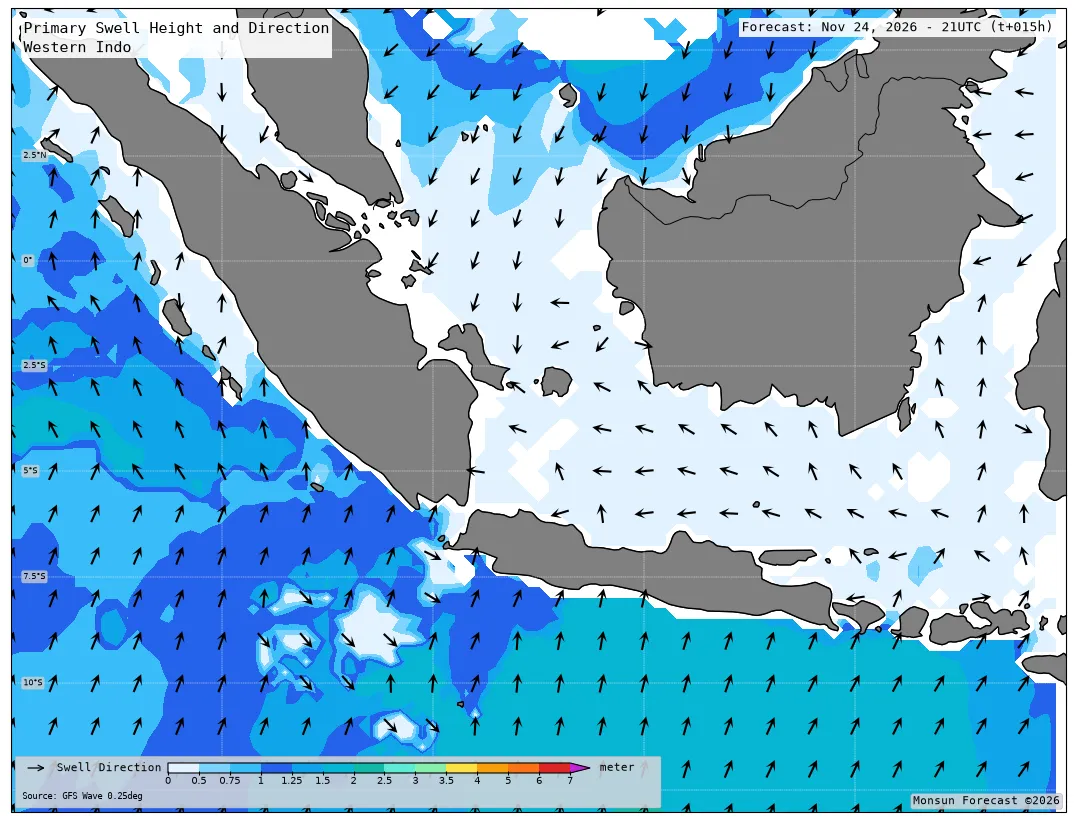 Primary Swell Height and Direction
Western Indo
Forecast: Nov 24, 2026 - 21UTC (t+015h)
2.5°N
0°
2.5°S
5°S
7.5°S
10°S
Swell Direction
0 0.5 0.75 1 1.25 1.5 2 2.5 3 3.5 4 5 6 7
meter
Source: GFS Wave 0.25deg
Monsun Forecast ©2026